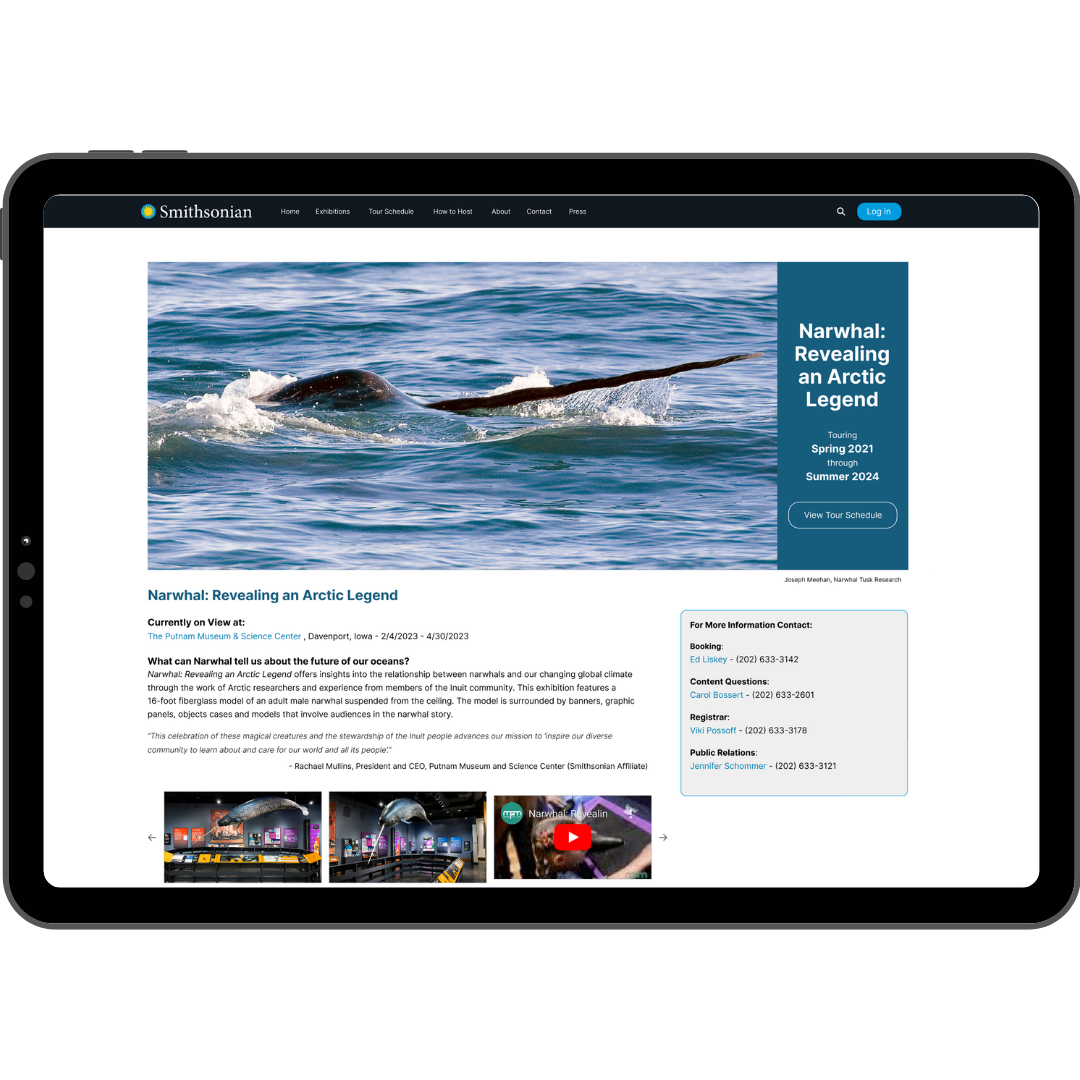 Smithsonian
Home Exhibitions Tour Schedule How to Host About Contact Press
Log in
Narwhal:
Revealing
an Arctic
Legend
Touring
Spring 2021
through
Summer 2024
View Tour Schedule
Joseph Meehan, Narwhal Tusk Research
Narwhal: Revealing an Arctic Legend
Currently on View at:
The Putnam Museum & Science Center , Davenport, Iowa - 2/4/2023 - 4/30/2023
What can Narwhal tell us about the future of our oceans?
Narwhal: Revealing an Arctic Legend offers insights into the relationship between narwhals and our changing global climate
through the work of Arctic researchers and experience from members of the Inuit community. This exhibition features a
16-foot fiberglass model of an adult male narwhal suspended from the ceiling. The model is surrounded by banners, graphic
panels, objects cases and models that involve audiences in the narwhal story.
"This celebration of these magical creatures and the stewardship of the Inuit people advances our mission to 'inspire our diverse
community to learn about and care for our world and all its people'."
- Rachael Mullins, President and CEO, Putnam Museum and Science Center (Smithsonian Affiliate)
mpm Narwhal: Revealin
For More Information Contact:
Booking:
Ed Liskey - (202) 633-3142
Content Questions:
Carol Bossert - (202) 633-2601
Registrar:
Viki Possoff - (202) 633-3178
Public Relations:
Jennifer Schommer - (202) 633-3121